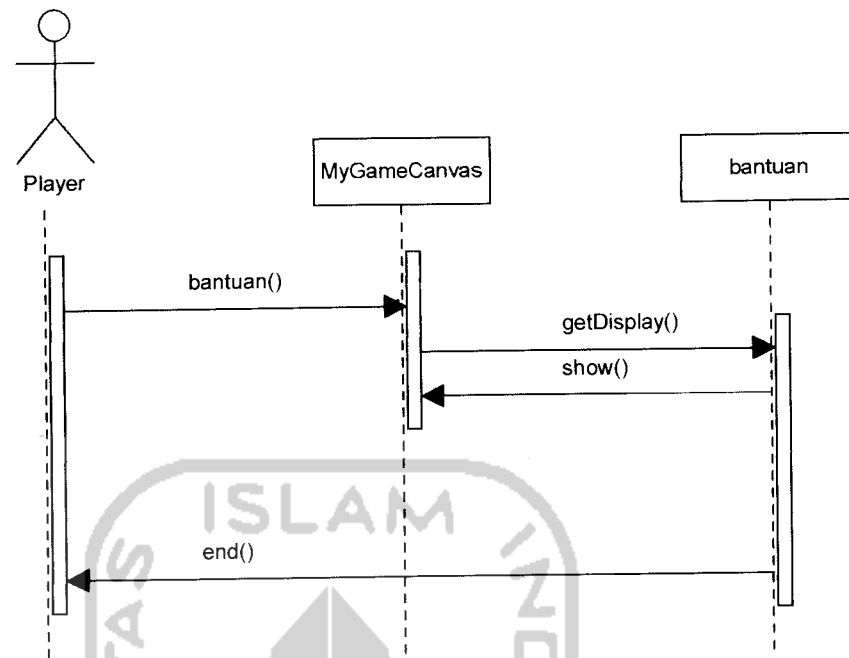 Player
MyGameCanvas
bantuan
bantuan()
getDisplay()
show()
end()
ISLAM